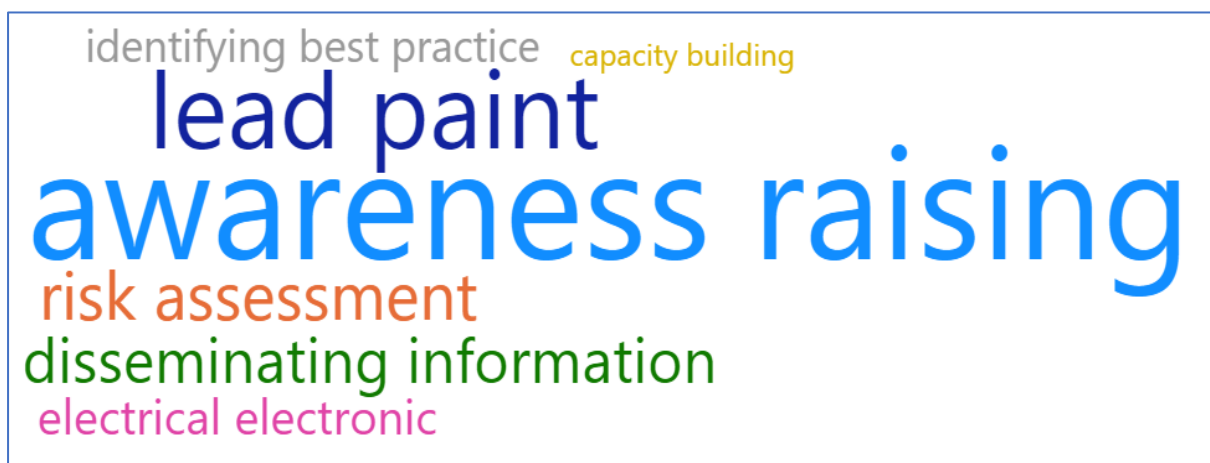 identifying best practice capacity building
lead paint
awareness raising
risk assessment
disseminating information
electrical electronic